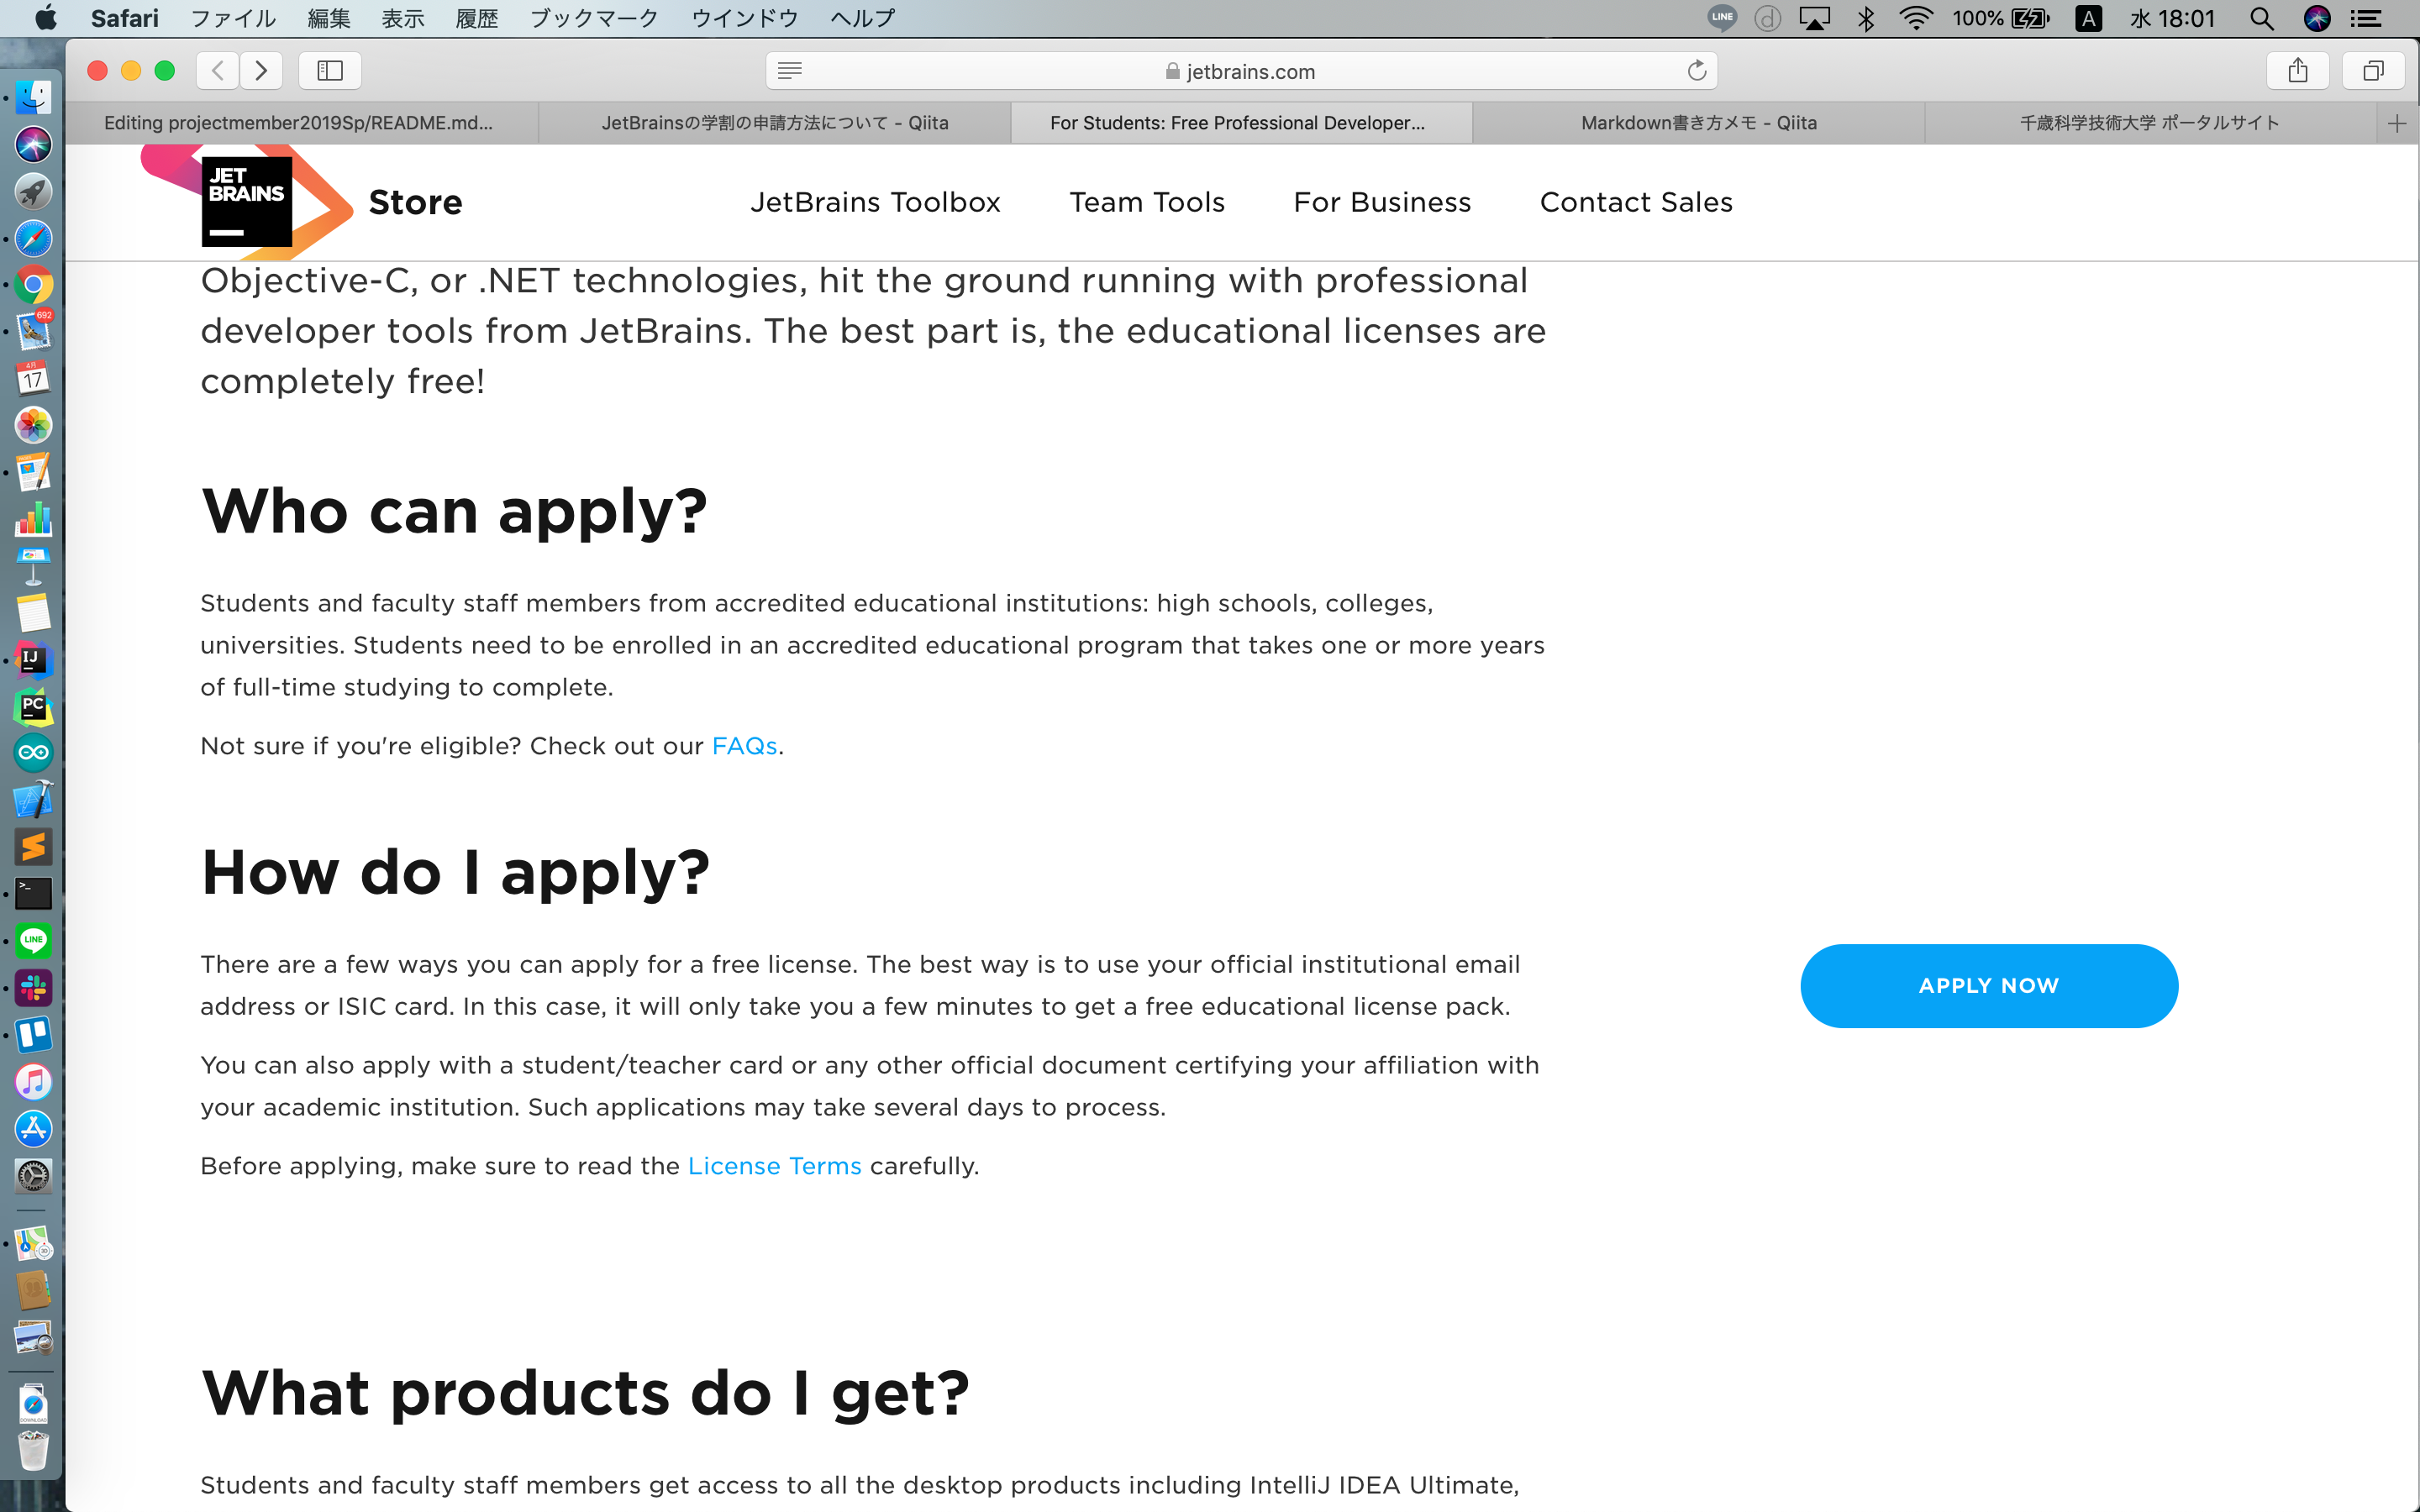 Safari ファイル 編集 表示 履歴 ブックマーク ウインドウ ヘルプ LINE 100% A 水 18:01
jetbrains.com
Editing projectmember2019Sp/README.md... JetBrainsの学割の申請方法について - Qiita For Students: Free Professional Developer... Markdown書き方メモ - Qiita 千歳科学技術大学 ポータルサイト
JET
BRAINS
Store JetBrains Toolbox Team Tools For Business Contact Sales
Objective-C, or .NET technologies, hit the ground running with professional
developer tools from JetBrains. The best part is, the educational licenses are
completely free!
Who can apply?
Students and faculty staff members from accredited educational institutions: high schools, colleges,
universities. Students need to be enrolled in an accredited educational program that takes one or more years
of full-time studying to complete.
Not sure if you're eligible? Check out our FAQs.
How do I apply?
There are a few ways you can apply for a free license. The best way is to use your official institutional email
address or ISIC card. In this case, it will only take you a few minutes to get a free educational license pack.
APPLY NOW
You can also apply with a student/teacher card or any other official document certifying your affiliation with
your academic institution. Such applications may take several days to process.
Before applying, make sure to read the License Terms carefully.
What products do I get?
Students and faculty staff members get access to all the desktop products including IntelliJ IDEA Ultimate,
692
4月
17
IJ
PC
LINE